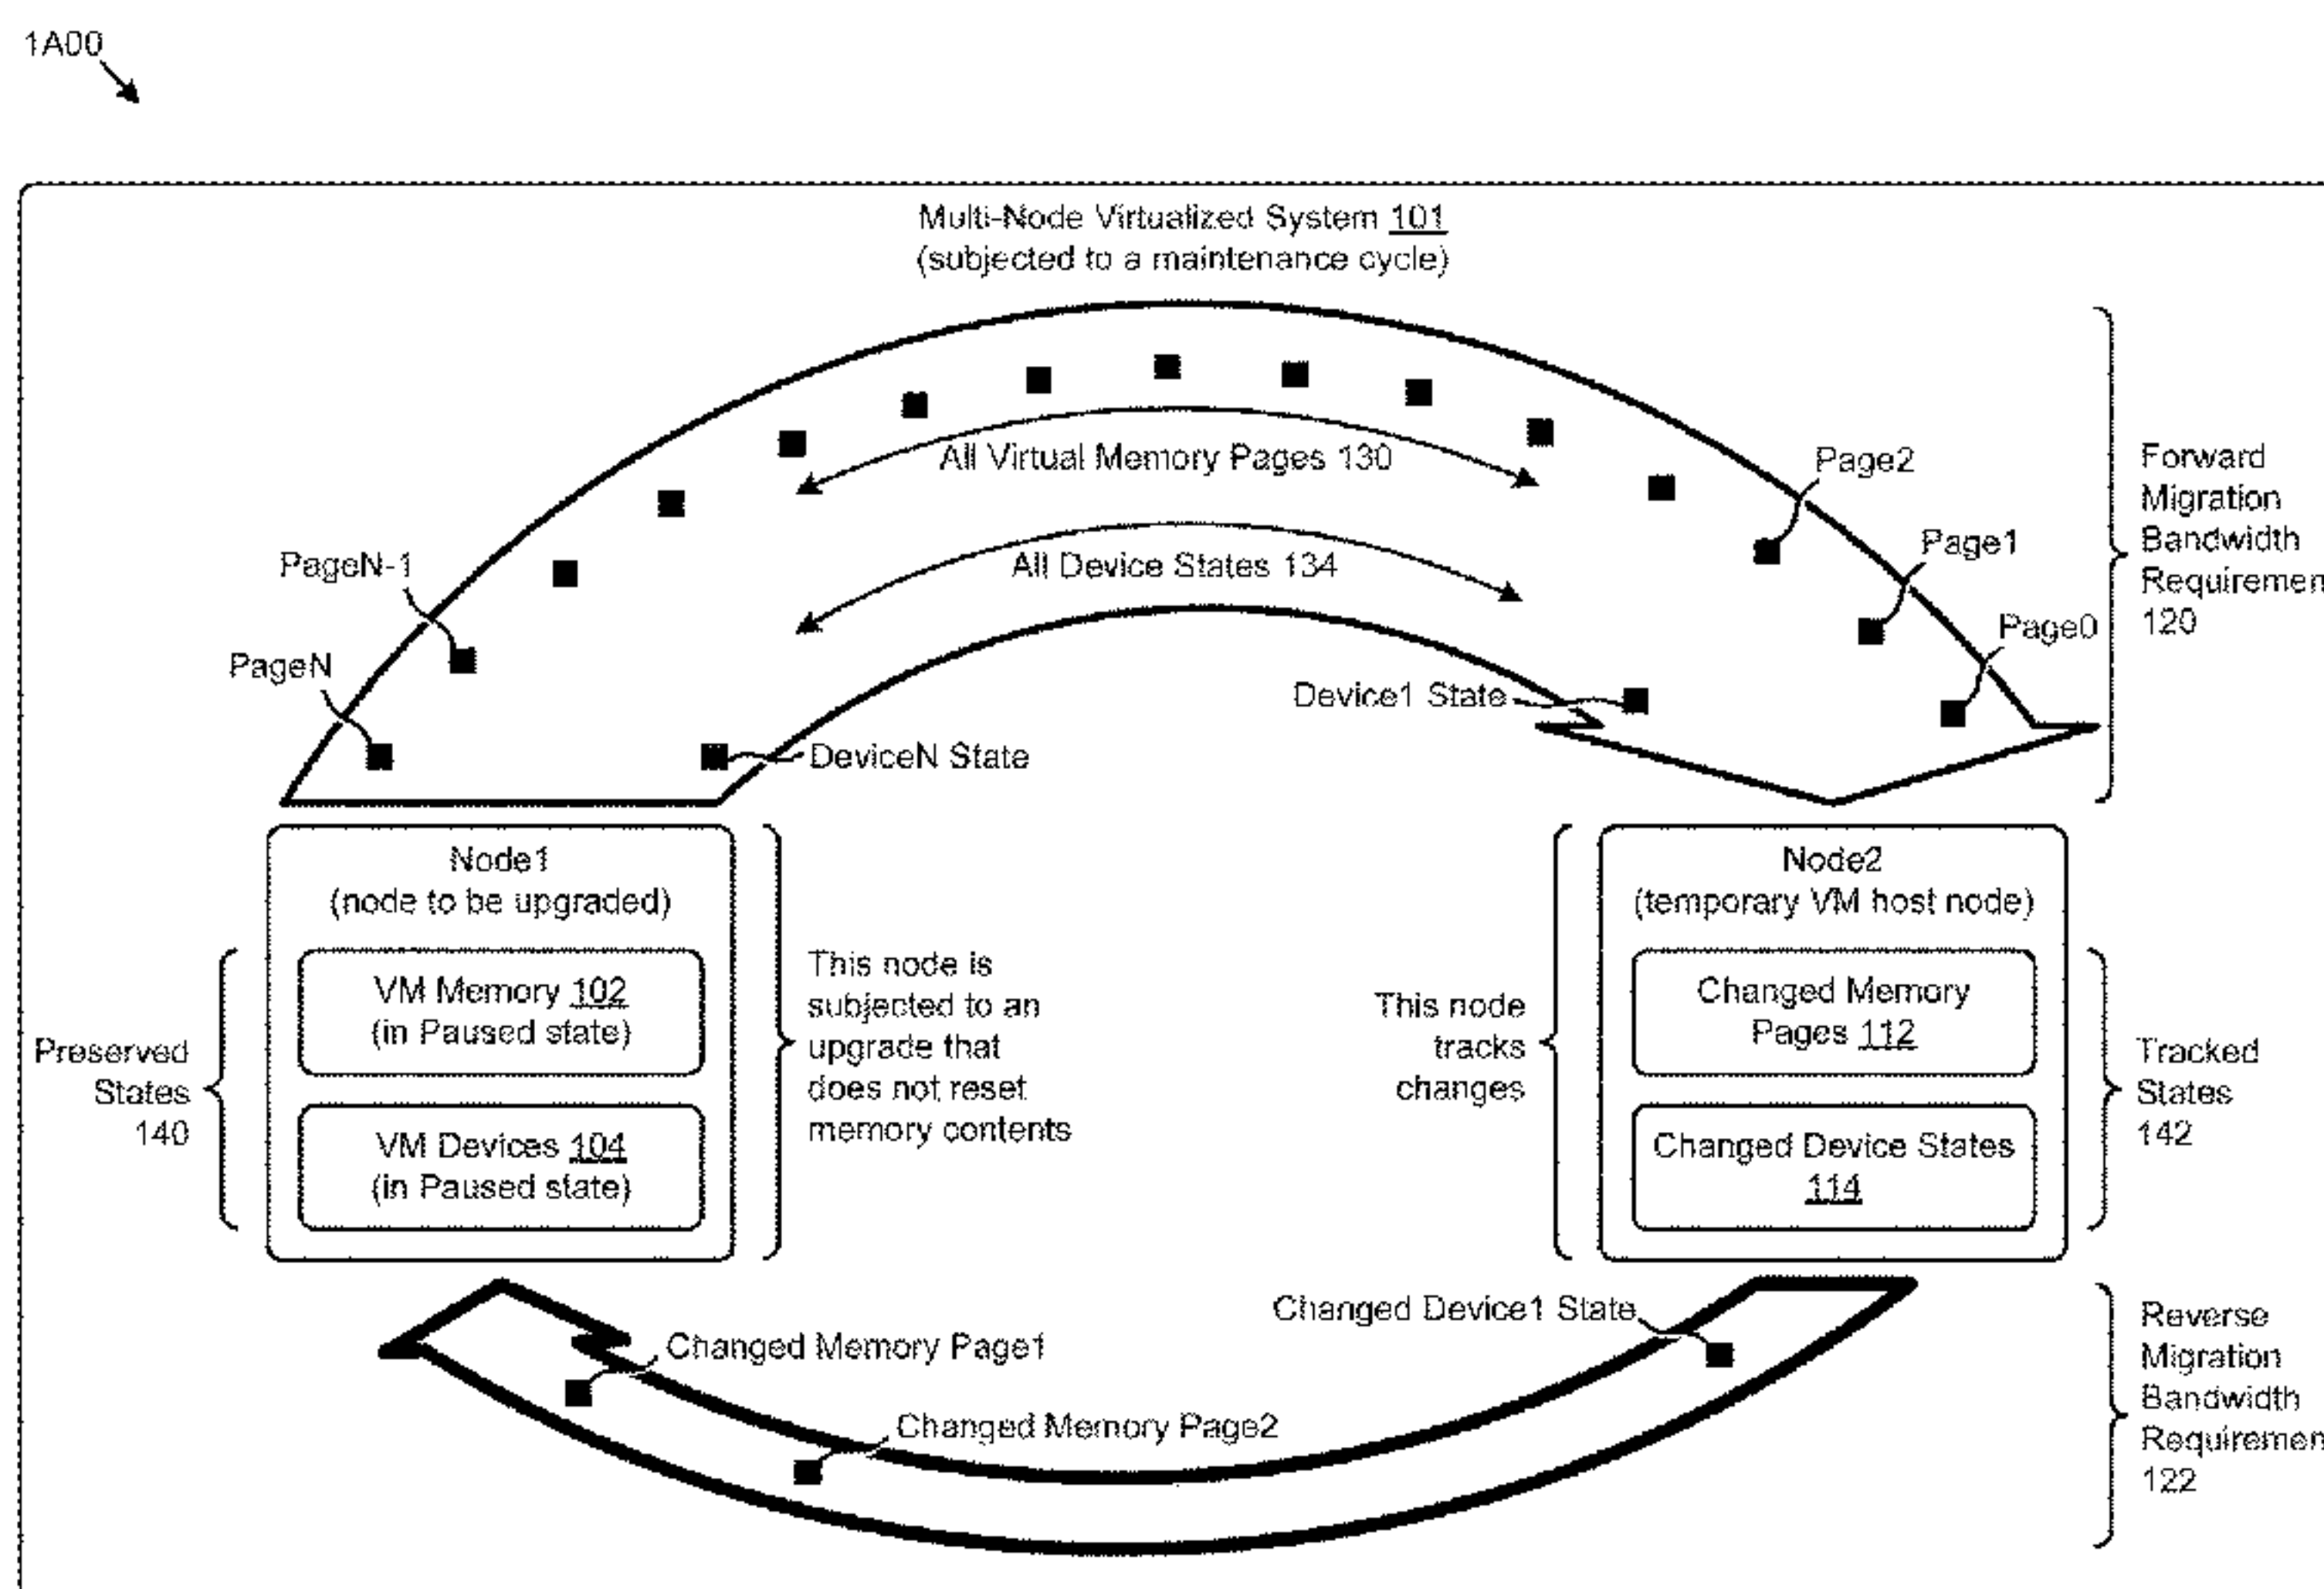 1A00
Multi-Node Virtualized System 101
(subjected to a maintenance cycle)
All Virtual Memory Pages 130
Page2
Forward
Migration
Bandwidth
Requiremen
120
PageN-1
All Device States 134
Page1
Page0
PageN
Device1 State
DeviceN State
Node1
(node to be upgraded)
VM Memory 102
(in Paused state)
VM Devices 104
(in Paused state)
Preserved
States
140
This node is
subjected to an
upgrade that
does not reset
memory contents
This node
tracks
changes
Node2
(temporary VM host node)
Changed Memory
Pages 112
Changed Device States
114
Tracked
States
142
Changed Device1 State
Changed Memory Page1
Changed Memory Page2
Reverse
Migration
Bandwidth
Requiremen
122